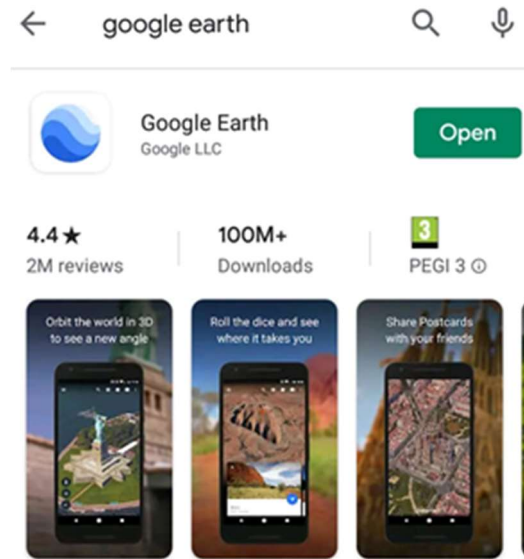 google earth
Google Earth
Google LLC
Open
4.4★
2M reviews
100M+
Downloads
3
PEGI 3
Orbit the world in 3D
to see a new angle
Roll the dice and see
where it takes you
Share Postcards
with your friends